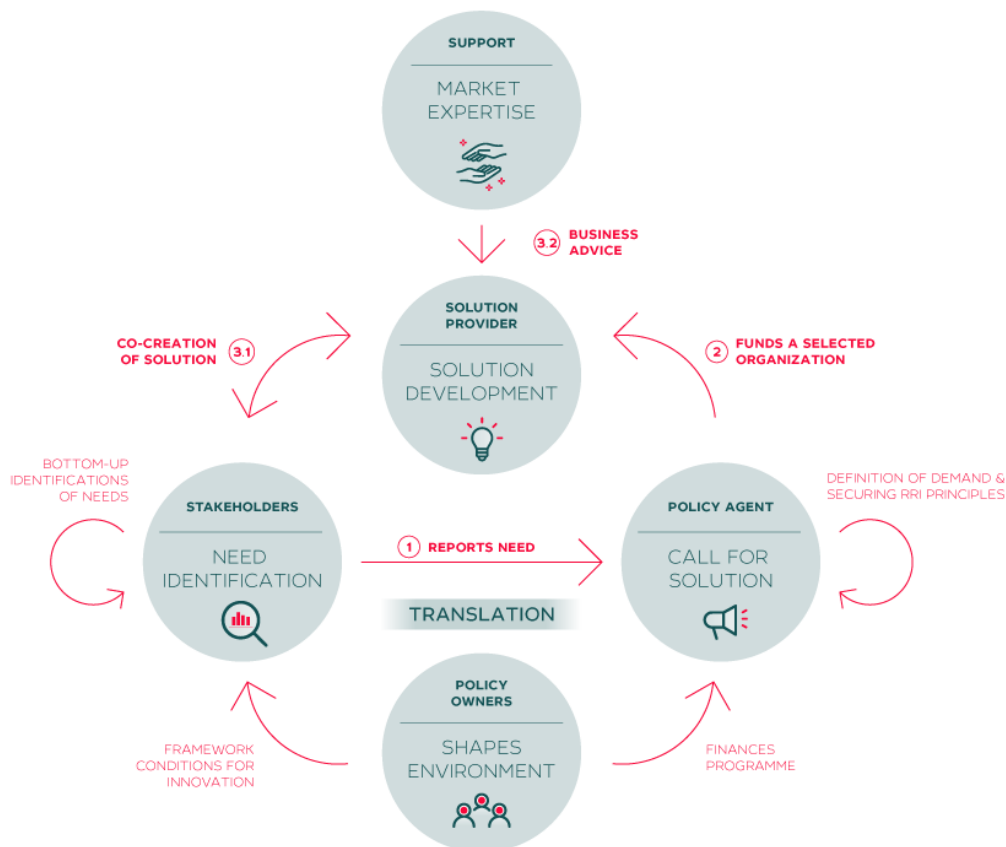 SUPPORT
MARKET
EXPERTISE
3.2
BUSINESS
ADVICE
SOLUTION
PROVIDER
SOLUTION
DEVELOPMENT
CO-CREATION
OF SOLUTION
3.1
2
FUNDS A SELECTED
ORGANIZATION
BOTTOM-UP
IDENTIFICATIONS
OF NEEDS
STAKEHOLDERS
NEED
IDENTIFICATION
1
REPORTS NEED
TRANSLATION
POLICY AGENT
CALL FOR
SOLUTION
DEFINITION OF DEMAND &
SECURING RRI PRINCIPLES
POLICY
OWNERS
SHAPES
ENVIRONMENT
FRAMEWORK
CONDITIONS FOR
INNOVATION
FINANCES
PROGRAMME